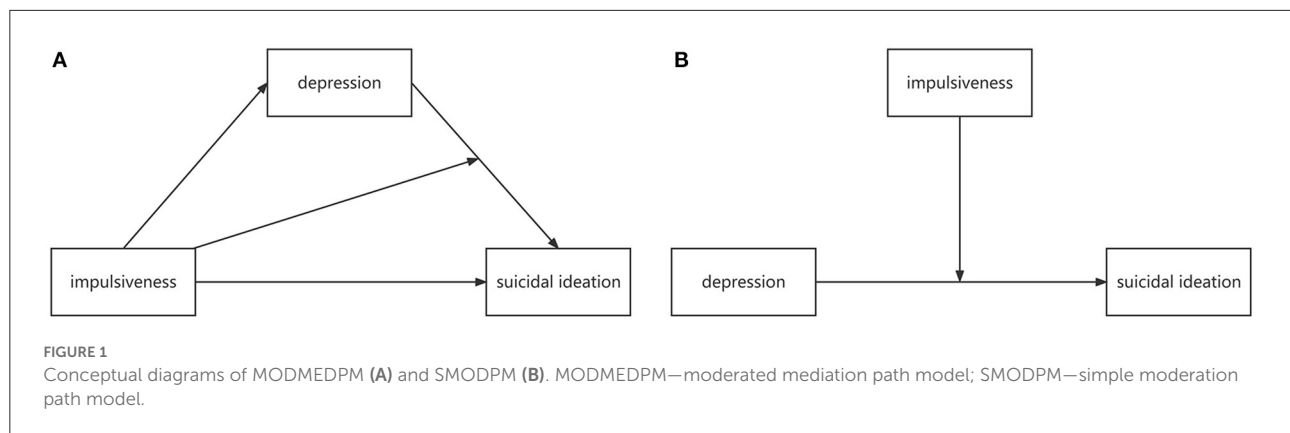 A
depression
impulsiveness
suicidal ideation
B
impulsiveness
depression
suicidal ideation
FIGURE 1
Conceptual diagrams of MODMEDPM (A) and SMODPM (B). MODMEDPM—moderated mediation path model; SMODPM—simple moderation
path model.